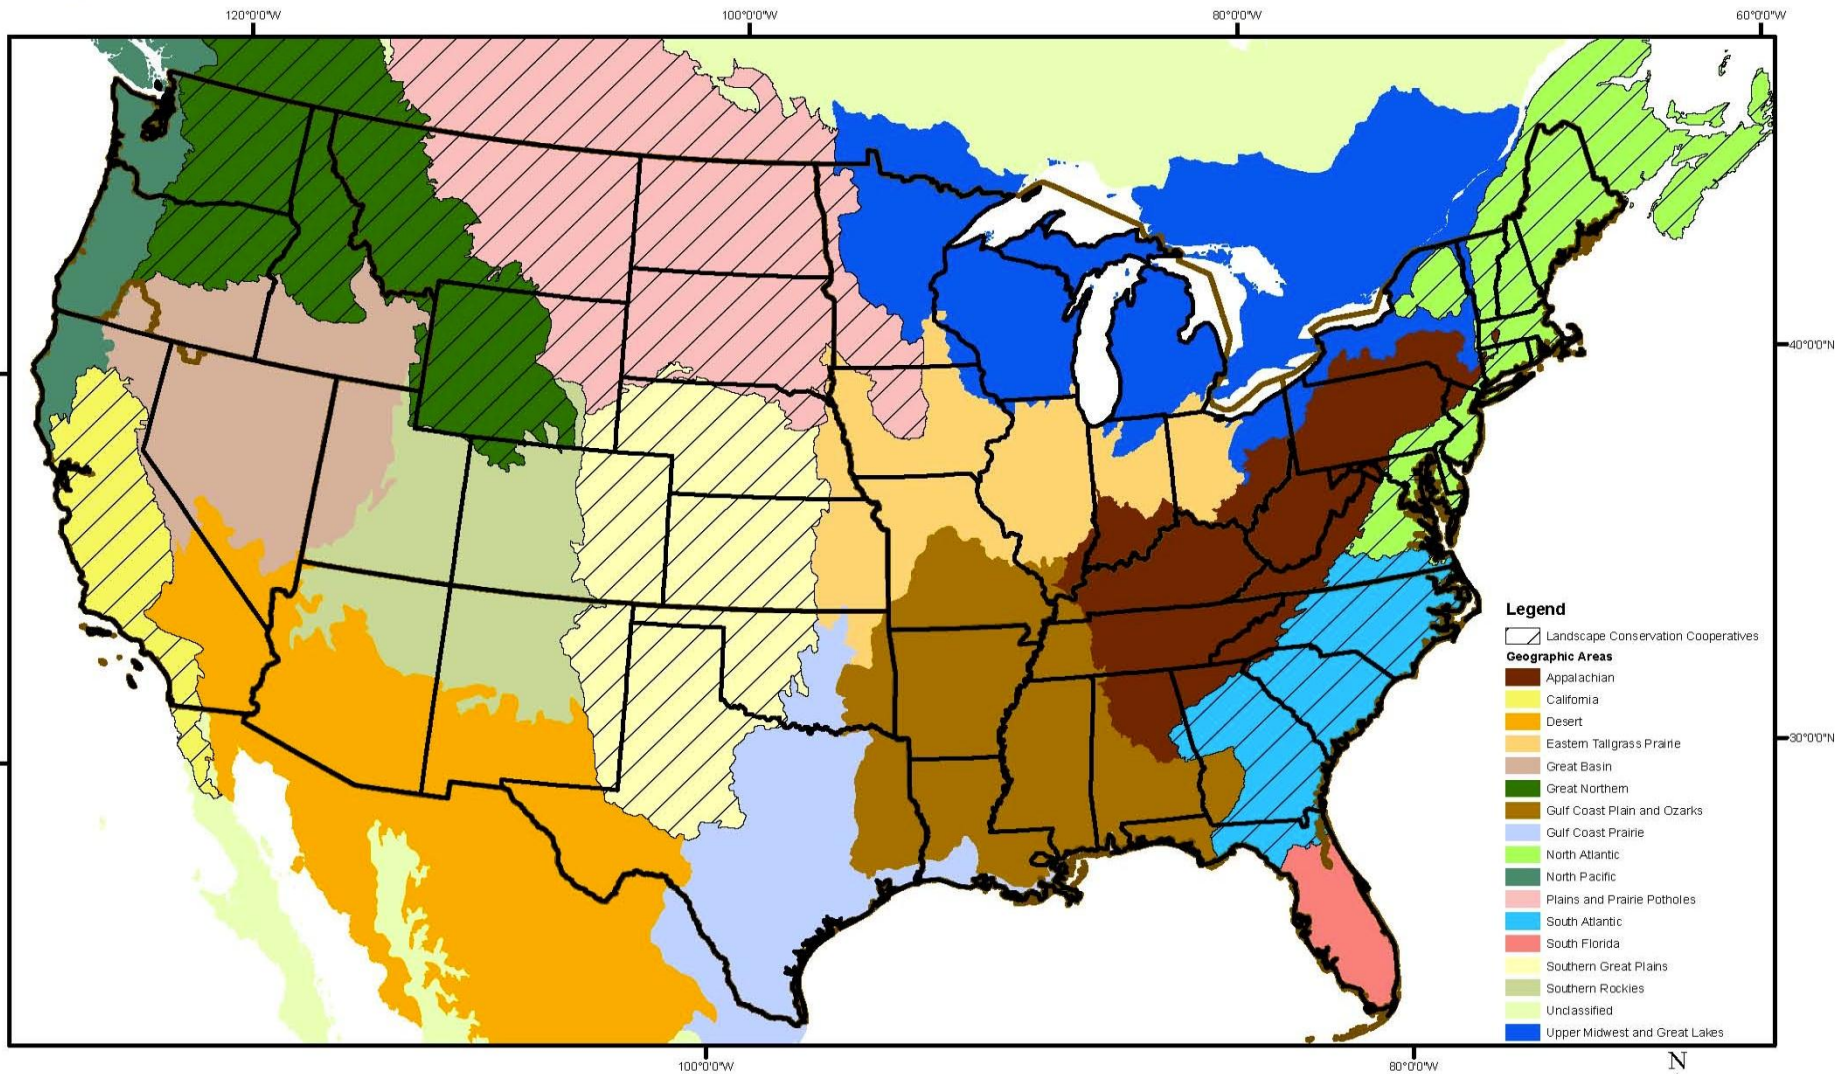 120°0'0"W
100°0'0"W
80°0'0"W
60°0'0"W
40°0'0"N
30°0'0"N
Legend
Landscape Conservation Cooperatives
Geographic Areas
Appalachian
California
Desert
Eastern Tallgrass Prairie
Great Basin
Great Northern
Gulf Coast Plain and Ozarks
Gulf Coast Prairie
North Atlantic
North Pacific
Plains and Prairie Potholes
South Atlantic
South Florida
Southern Great Plains
Southern Rockies
Unclassified
Upper Midwest and Great Lakes
100°0'0"W
80°0'0"W
N